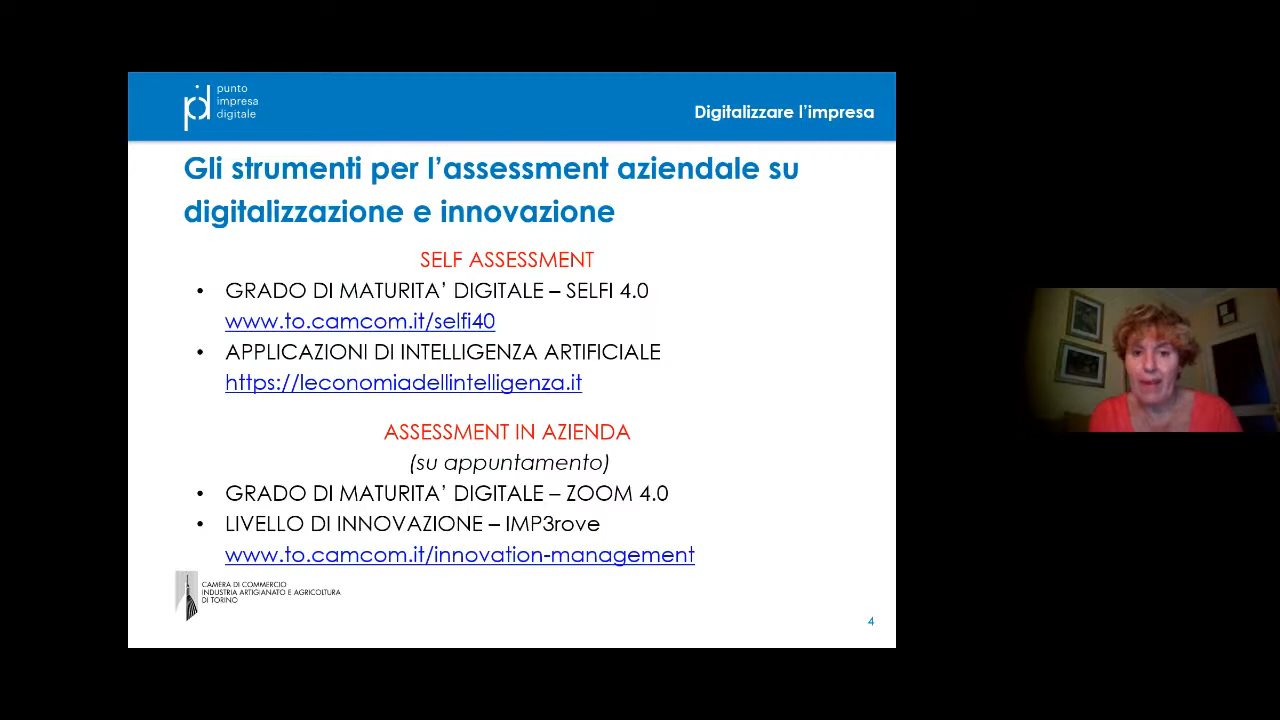 punto
impresa
digitale
Digitalizzare l’impresa
Gli strumenti per l’assessment aziendale su
digitalizzazione e innovazione
SELF ASSESSMENT
• GRADO DI MATURITA’ DIGITALE – SELFI 4.0
www.to.camcom.it/selfi40
• APPLICAZIONI DI INTELLIGENZA ARTIFICIALE
https://leconomiadellintelligenza.it
ASSESSMENT IN AZIENDA
(su appuntamento)
• GRADO DI MATURITA’ DIGITALE – ZOOM 4.0
• LIVELLO DI INNOVAZIONE – IMP3rove
www.to.camcom.it/innovation-management
CAMERA DI COMMERCIO
INDUSTRIA ARTIGIANATO E AGRICOLTURA
DI TORINO
4